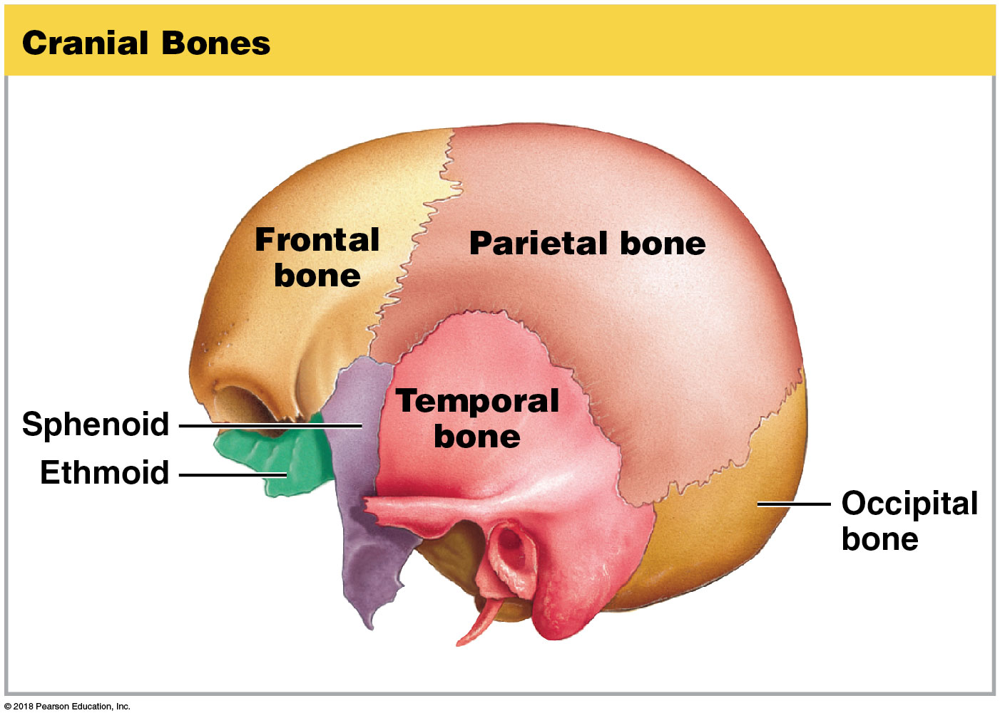 Cranial Bones
Frontal
bone
Parietal bone
Temporal
bone
Sphenoid
Ethmoid
Occipital
bone
© 2018 Pearson Education, Inc.